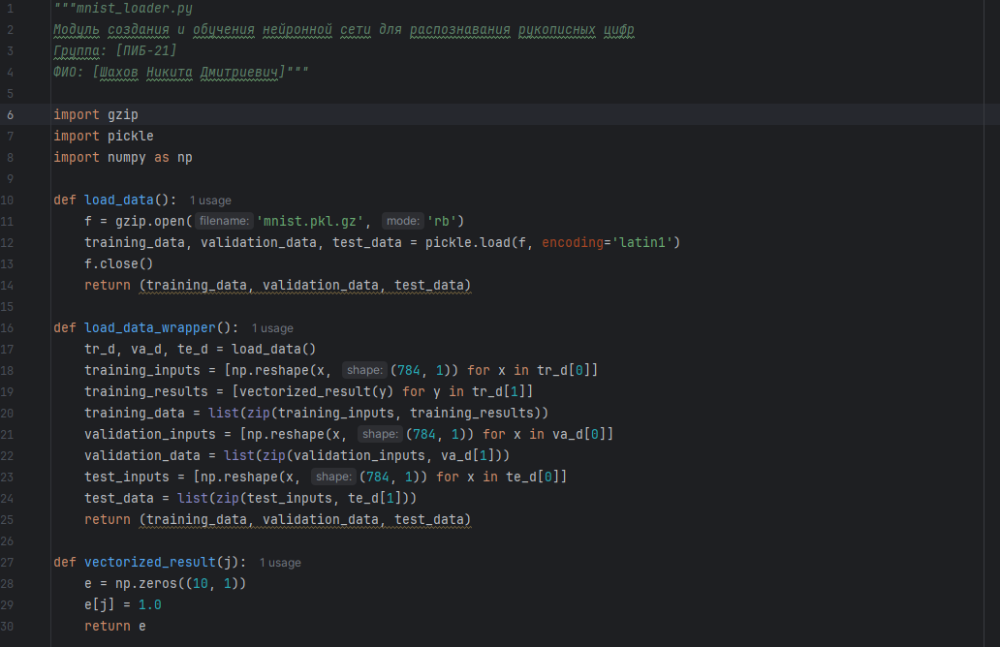 1 """mnist_loader.py
2 Модуль создания и обучения нейронной сети для распознавания рукописных цифр
3 Группа: [ПИБ-21]
4 ФИО: [Шахов Никита Дмитриевич]"""
5
6 import gzip
7 import pickle
8 import numpy as np
9
10 def load_data(): 1 usage
11 f = gzip.open( filename: 'mnist.pkl.gz', mode: 'rb')
12 training_data, validation_data, test_data = pickle.load(f, encoding='latin1')
13 f.close()
14 return (training_data, validation_data, test_data)
15
16 def load_data_wrapper(): 1 usage
17 tr_d, va_d, te_d = load_data()
18 training_inputs = [np.reshape(x, shape: (784, 1)) for x in tr_d[0]]
19 training_results = [vectorized_result(y) for y in tr_d[1]]
20 training_data = list(zip(training_inputs, training_results))
21 validation_inputs = [np.reshape(x, shape: (784, 1)) for x in va_d[0]]
22 validation_data = list(zip(validation_inputs, va_d[1]))
23 test_inputs = [np.reshape(x, shape: (784, 1)) for x in te_d[0]]
24 test_data = list(zip(test_inputs, te_d[1]))
25 return (training_data, validation_data, test_data)
26
27 def vectorized_result(j): 1 usage
28 e = np.zeros((10, 1))
29 e[j] = 1.0
30 return e